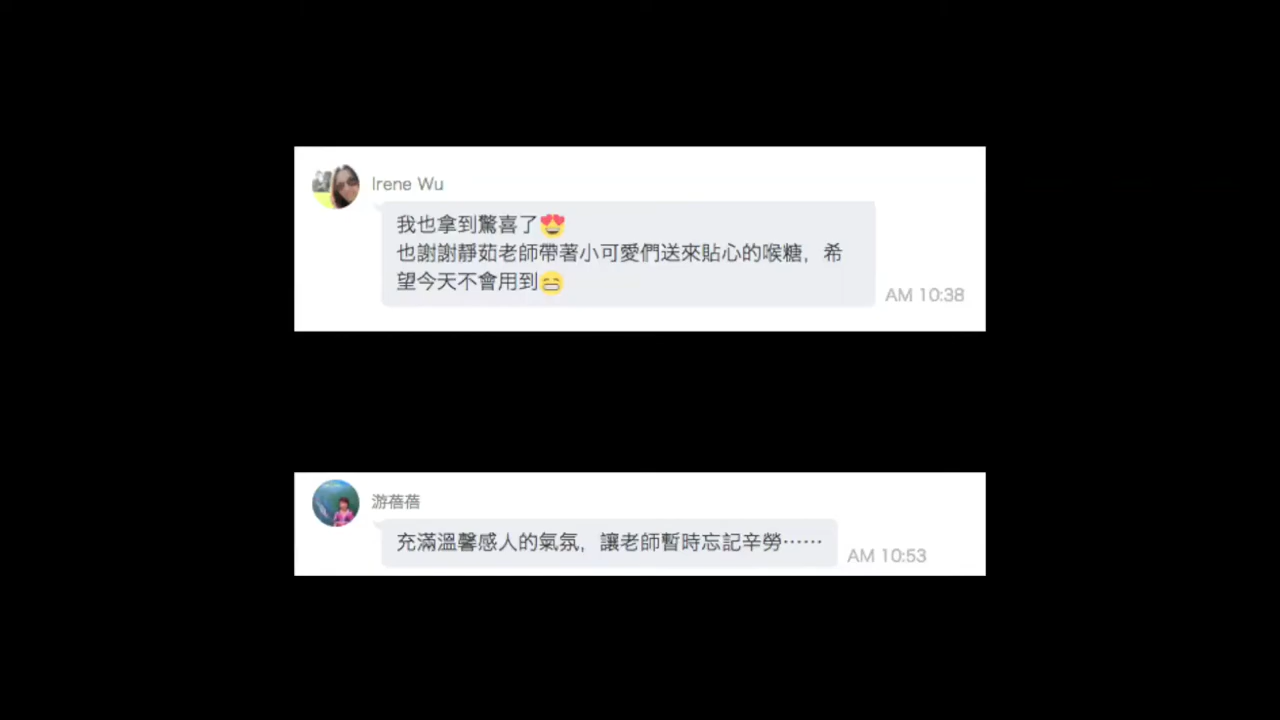 Irene Wu
我也拿到驚喜了😍
也謝謝靜茹老師帶著小可愛們送來貼心的喉糖，希
望今天不會用到😁
AM 10:38
游蓓蓓
充滿溫馨感人的氣氛，讓老師暫時忘記辛勞⋯⋯
AM 10:53